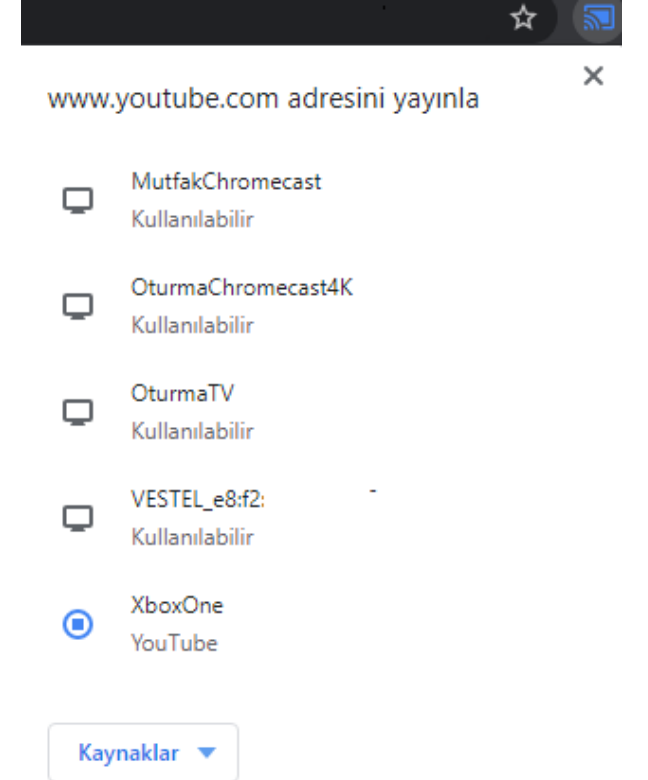 www.youtube.com adresini yayınla
MutfakChromecast
Kullanılabilir
OturmaChromecast4K
Kullanılabilir
OturmaTV
Kullanılabilir
VESTEL_e8:f2:
Kullanılabilir
XboxOne
YouTube
Kaynaklar